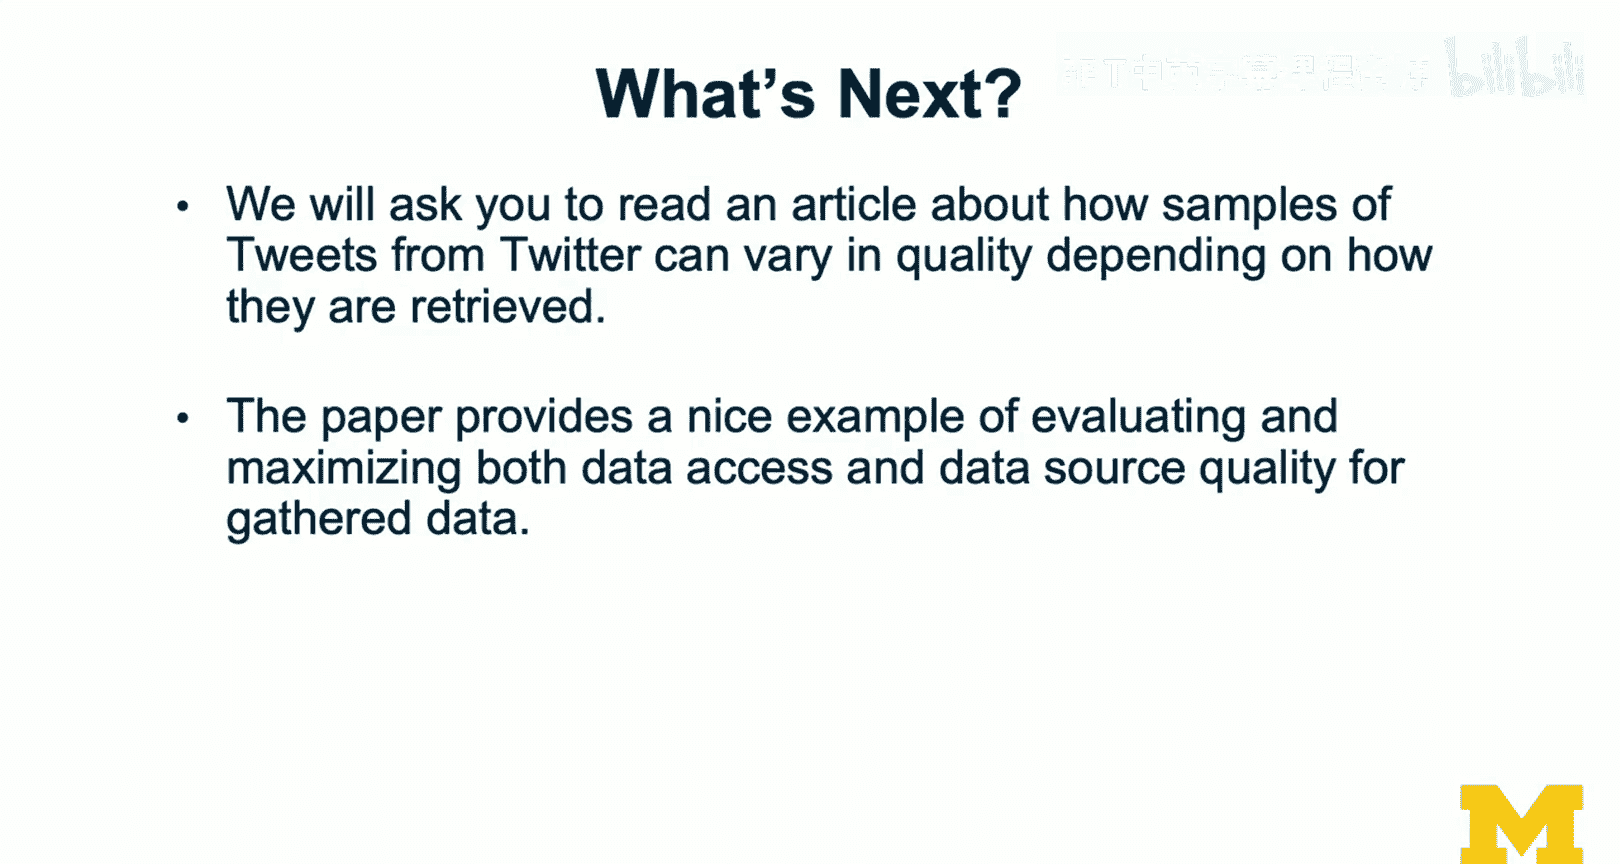 What’s Next?
bilibili
• We will ask you to read an article about how samples of
Tweets from Twitter can vary in quality depending on how
they are retrieved.
• The paper provides a nice example of evaluating and
maximizing both data access and data source quality for
gathered data.
M